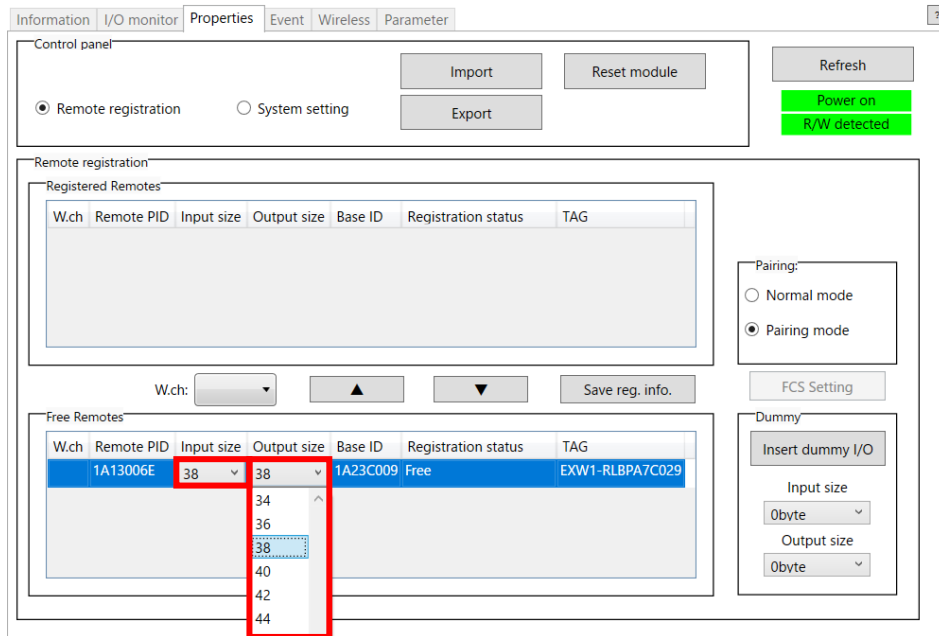 Information I/O monitor Properties Event Wireless Parameter ?
Control panel
Import Reset module Refresh
Remote registration System setting Export
Power on
R/W detected
Remote registration
Registered Remotes
W.ch Remote PID Input size Output size Base ID Registration status TAG
Pairing:
Normal mode
Pairing mode
W.ch: ▲ ▼ Save reg. info. FCS Setting
Free Remotes
W.ch Remote PID Input size Output size Base ID Registration status TAG
1A13006E 38 38 1A23C009 Free EXW1-RLBPA7C029
34
36
38
40
42
44
Dummy
Insert dummy I/O
Input size
0byte
Output size
0byte